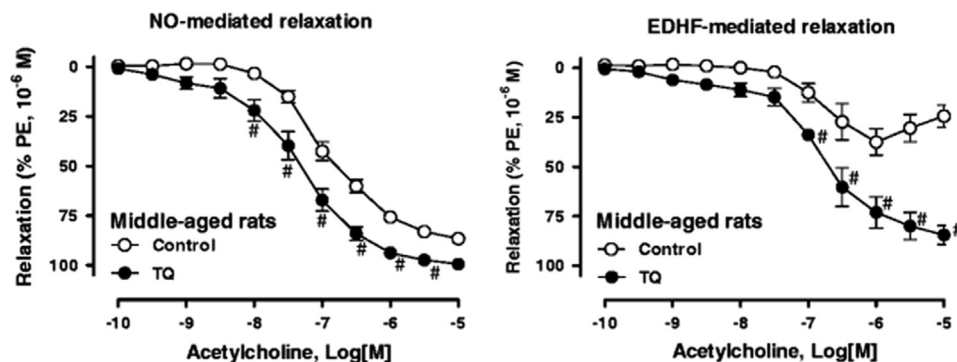 NO-mediated relaxation
Relaxation (% PE, 10⁻⁶ M)
0
25
50
75
100
#
#
#
#
#
#
Middle-aged rats
Control
TQ
-10 -9 -8 -7 -6 -5
Acetylcholine, Log[M]
EDHF-mediated relaxation
Relaxation (% PE, 10⁻⁶ M)
0
25
50
75
100
#
#
#
#
#
Middle-aged rats
Control
TQ
-10 -9 -8 -7 -6 -5
Acetylcholine, Log[M]